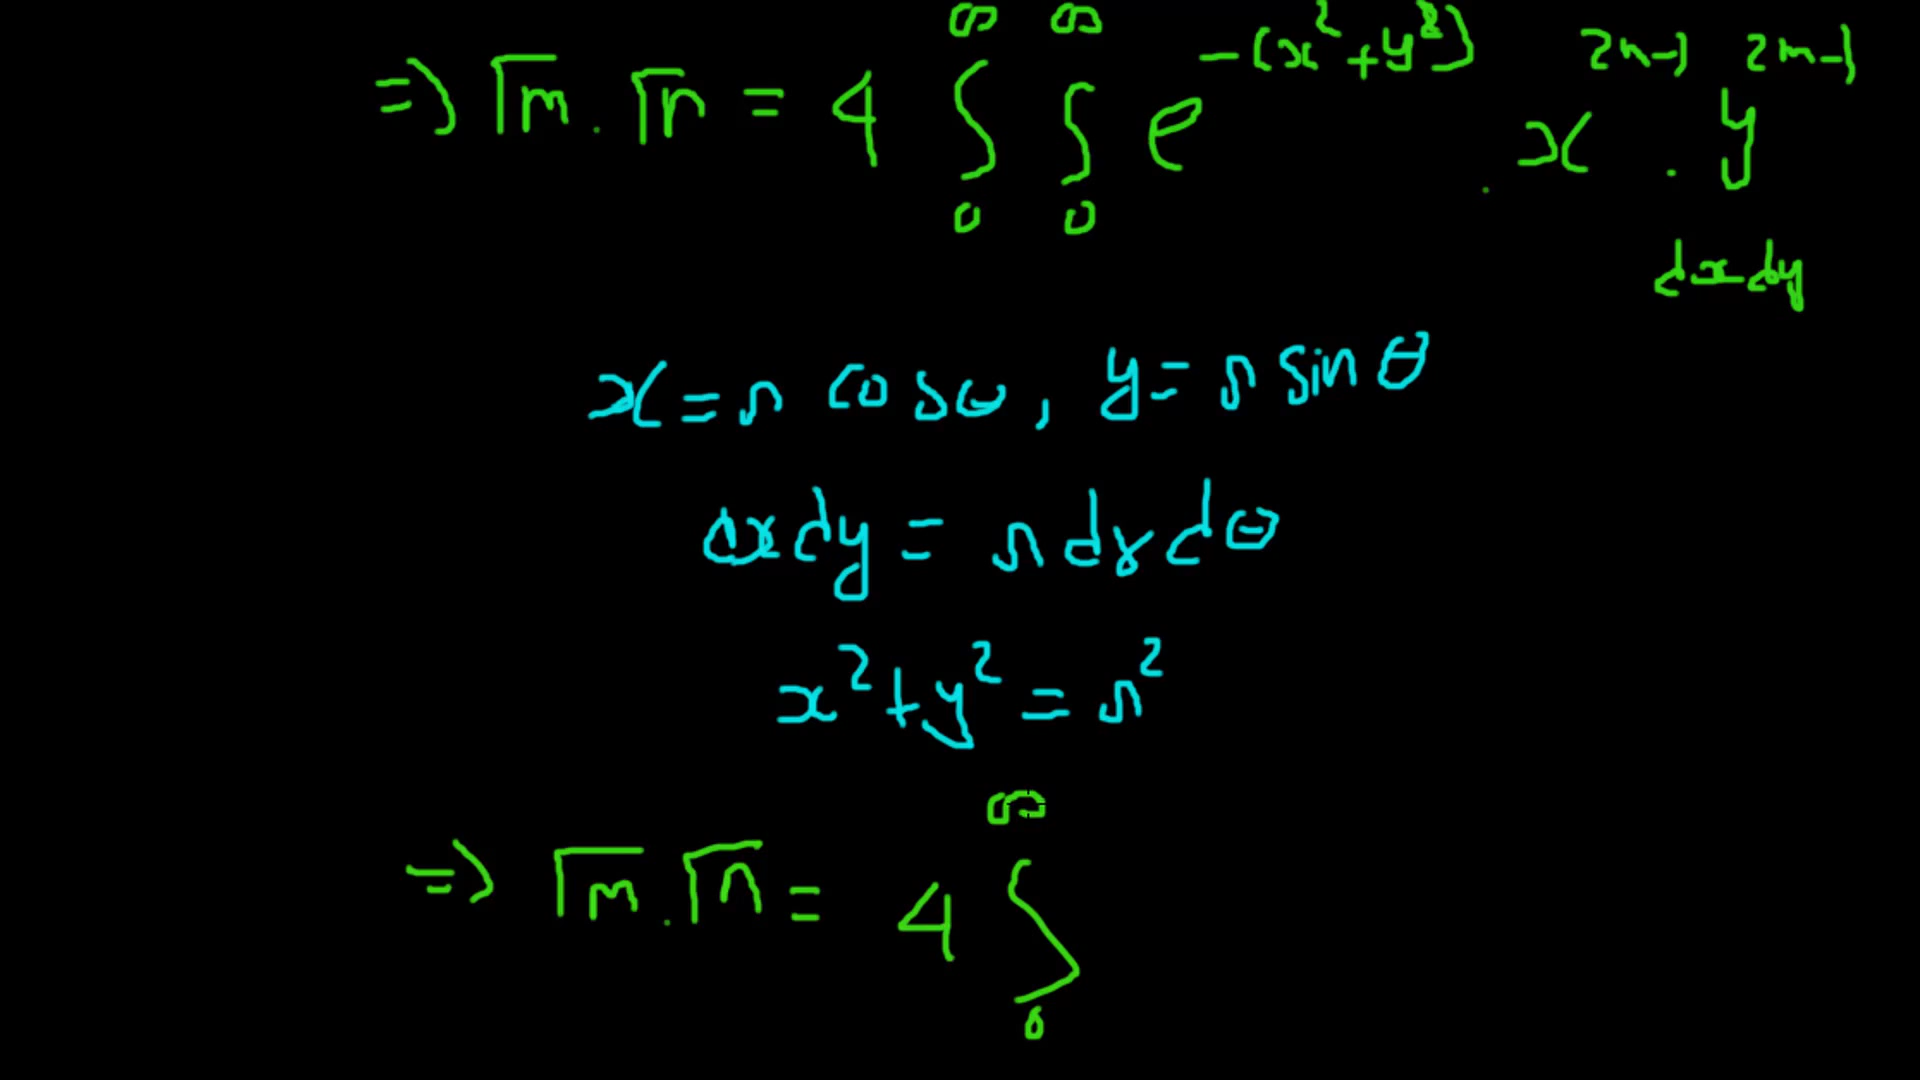 ⇒ Γm . Γn = 4 ∫₀^∞ ∫₀^∞ e^{-(x²+y²)} . x^{2n-1} . y^{2m-1}
dxdy
x = r cosθ, y = r sinθ
dxdy = r dr dθ
x² + y² = r²
⇒ Γm . Γn = 4 ∫₀^∞